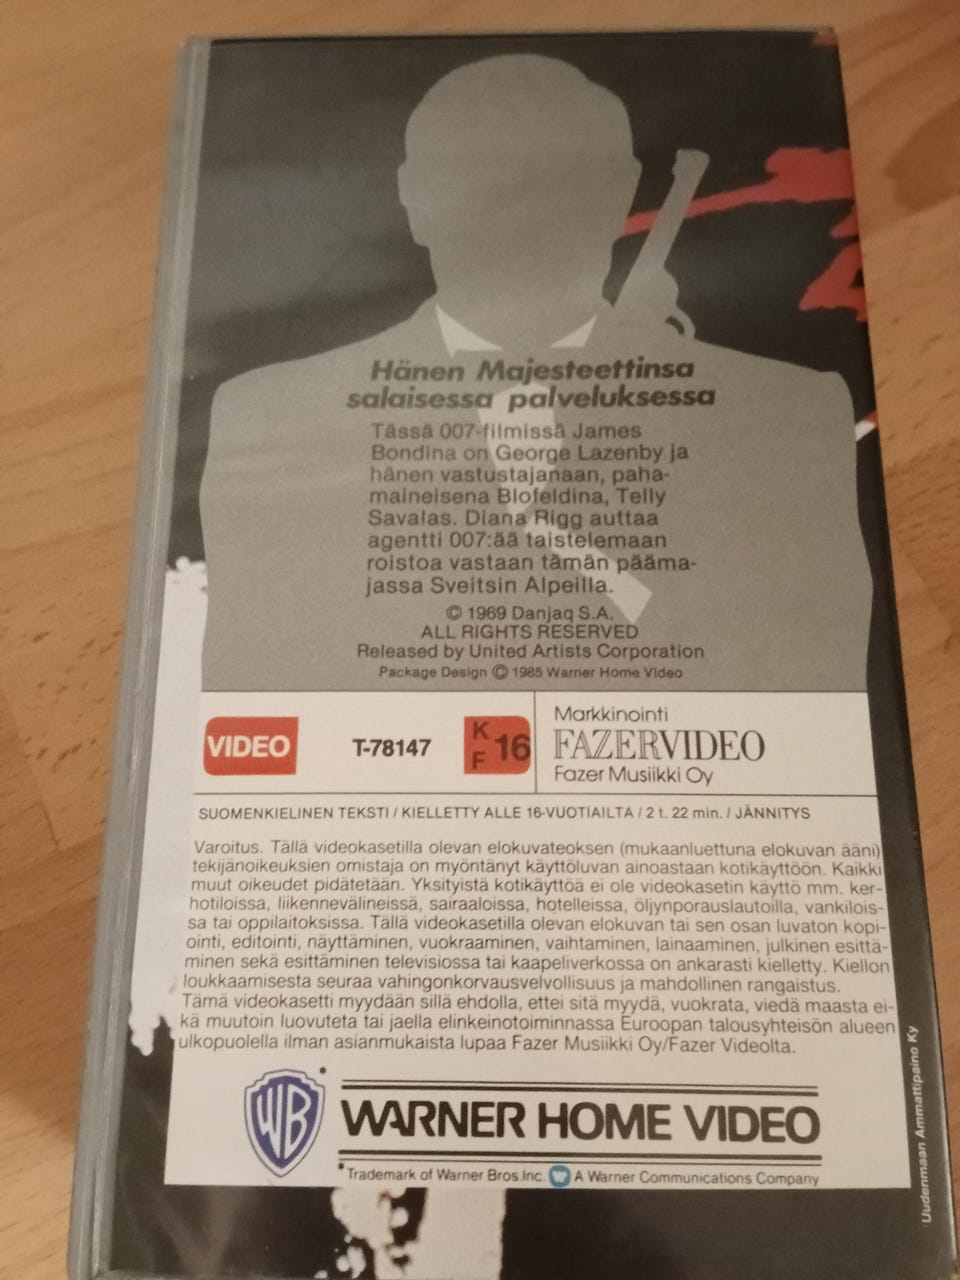 Hänen Majesteettinsa
salaisessa palveluksessa
Tässä 007-filmissä James
Bondina on George Lazenby ja
hänen vastustajanaan, paha-
maineisena Blofeldina, Telly
Savalas. Diana Rigg auttaa
agentti 007:ää taistelemaan
roistoa vastaan tämän pääma-
jassa Sveitsin Alpeilla.
© 1969 Danjaq S.A.
ALL RIGHTS RESERVED
Released by United Artists Corporation
Package Design © 1985 Warner Home Video
VIDEO
T-78147
K
F 16
Markkinointi
FAZERVIDEO
Fazer Musiikki Oy
SUOMENKIELINEN TEKSTI / KIELLETTY ALLE 16-VUOTIAILTA / 2 t. 22 min. / JÄNNITYS
Varoitus. Tällä videokasetilla olevan elokuvateoksen (mukaanluettuna elokuvan ääni)
tekijänoikeuksien omistaja on myöntänyt käyttöluvan ainoastaan kotikäyttöön. Kaikki
muut oikeudet pidätetään. Yksityistä kotikäyttöä ei ole videokasetin käyttö mm. ker-
hotiloissa, liikennevälineissä, sairaaloissa, hotelleissa, öljynporauslautoilla, vankilois-
sa tai oppilaitoksissa. Tällä videokasetilla olevan elokuvan tai sen osan luvaton kopi-
ointi, editointi, näyttäminen, vuokraaminen, vaihtaminen, lainaaminen, julkinen esittä-
minen sekä esittäminen televisiossa tai kaapeliverkossa on ankarasti kielletty. Kiellon
loukkaamisesta seuraa vahingonkorvausvelvollisuus ja mahdollinen rangaistus.
Tämä videokasetti myydään sillä ehdolla, ettei sitä myydä, vuokrata, viedä maasta ei-
kä muutoin luovuteta tai jaella elinkeinotoiminnassa Euroopan talousyhteisön alueen
ulkopuolella ilman asianmukaista lupaa Fazer Musiikki Oy/Fazer Videolta.
WB*
WARNER HOME VIDEO
*Trademark of Warner Bros.Inc. A Warner Communications Company
Uudenmaan Ammattipaino Ky